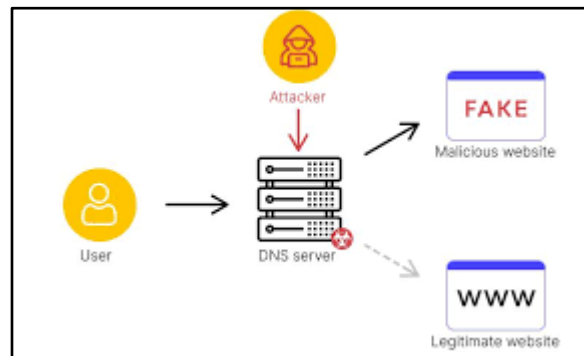 Attacker
FAKE
Malicious website
User
DNS server
www
Legitimate website